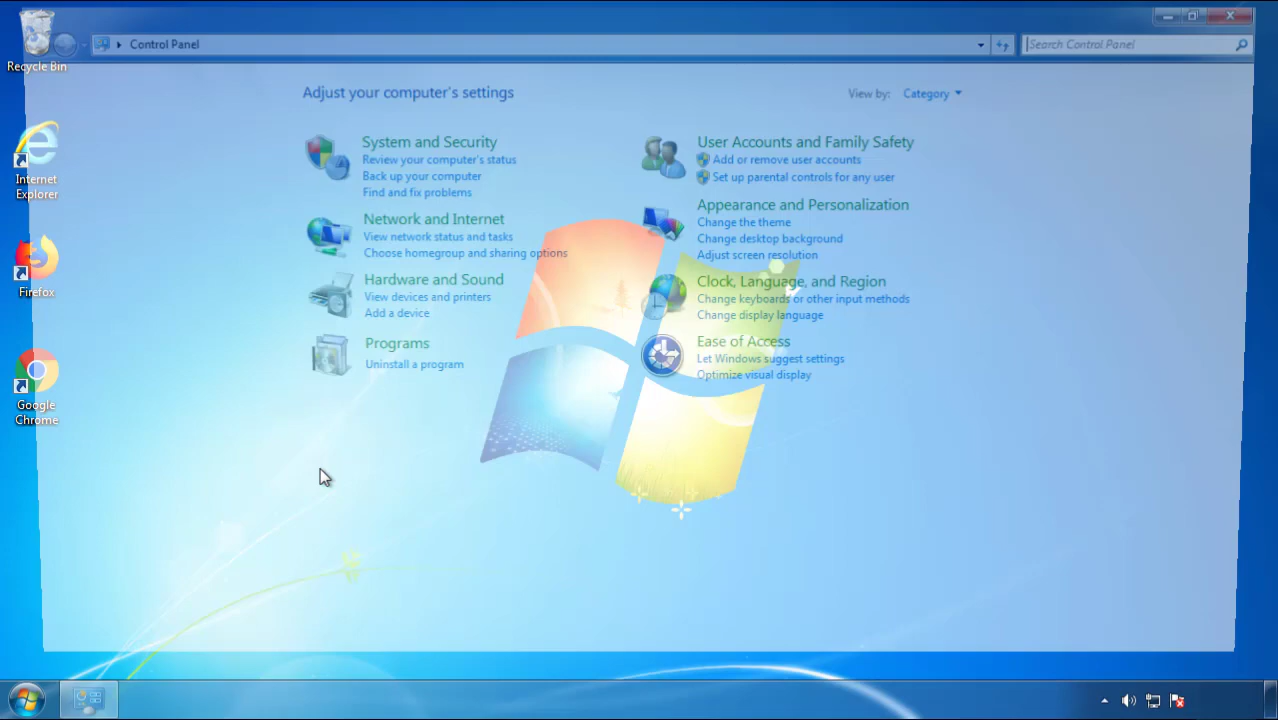 Recycle Bin
Internet
Explorer
Firefox
Google
Chrome
Control Panel
Search Control Panel
Adjust your computer's settings
View by: Category
System and Security
Review your computer's status
Back up your computer
Find and fix problems
Network and Internet
View network status and tasks
Choose homegroup and sharing options
Hardware and Sound
View devices and printers
Add a device
Programs
Uninstall a program
User Accounts and Family Safety
Add or remove user accounts
Set up parental controls for any user
Appearance and Personalization
Change the theme
Change desktop background
Adjust screen resolution
Clock, Language, and Region
Change keyboards or other input methods
Change display language
Ease of Access
Let Windows suggest settings
Optimize visual display